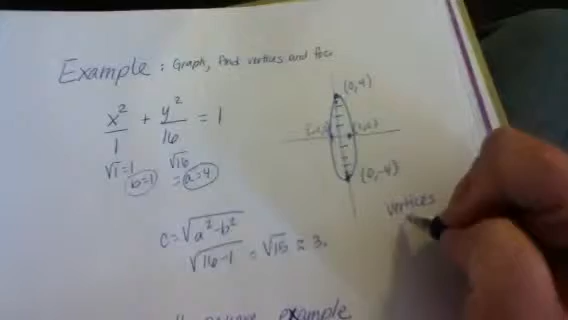 Example: Graph, find vertices and foci
x²/1 + y²/16 = 1
√1=1 √16
b=1 = a=4
(0,4)
(0,-4)
vertices
c=√a²-b²
√16-1 = √15 ≈ 3.
example